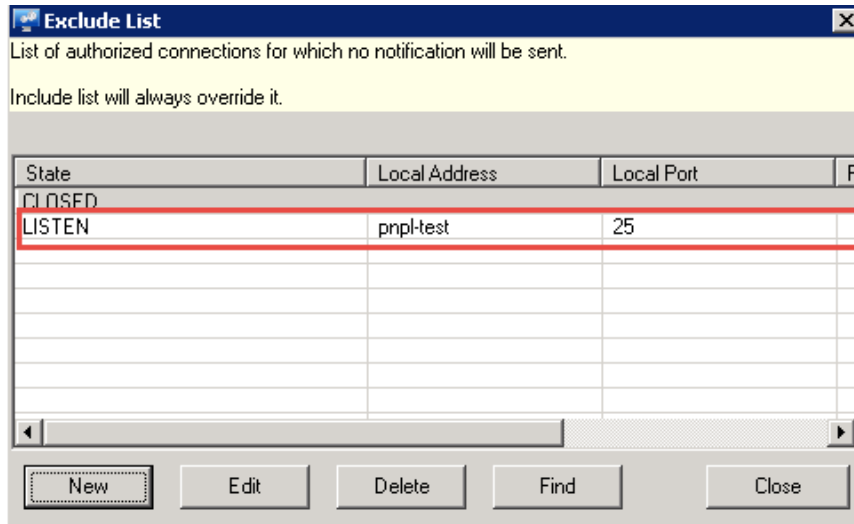 Exclude List
List of authorized connections for which no notification will be sent.
Include list will always override it.
State Local Address Local Port
CLOSED
LISTEN pnpl-test 25
New Edit Delete Find Close